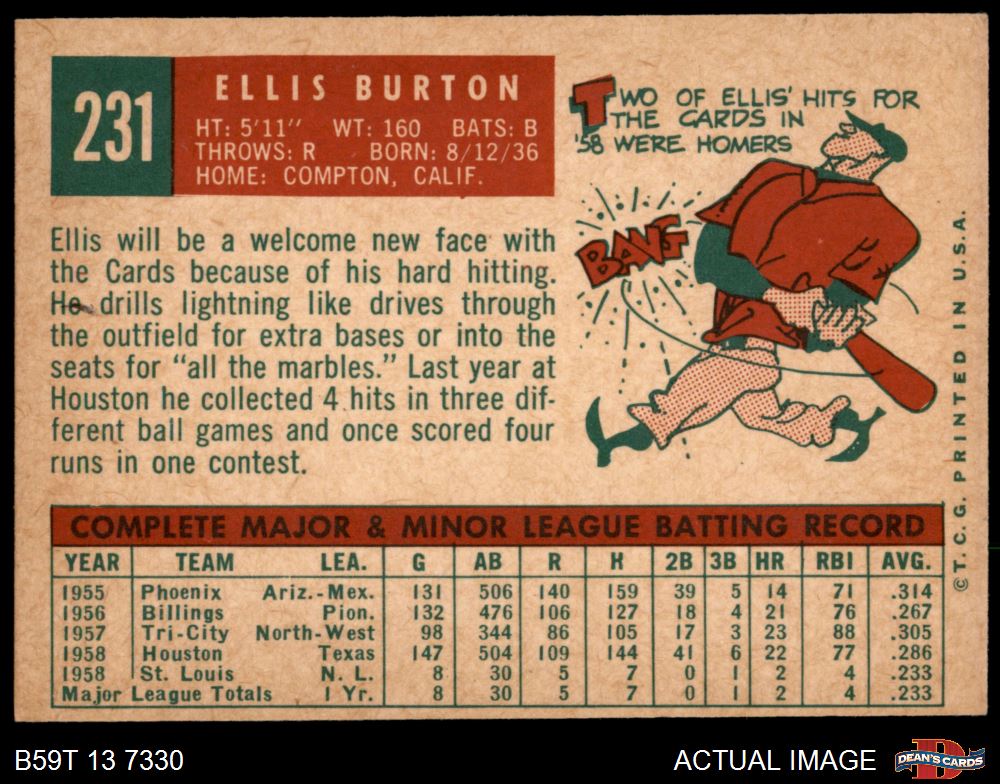 231
ELLIS BURTON
HT: 5'11" WT: 160 BATS: B
THROWS: R BORN: 8/12/36
HOME: COMPTON, CALIF.
TWO OF ELLIS' HITS FOR
THE CARDS IN
'58 WERE HOMERS
BANG
Ellis will be a welcome new face with
the Cards because of his hard hitting.
He drills lightning like drives through
the outfield for extra bases or into the
seats for "all the marbles." Last year at
Houston he collected 4 hits in three dif-
ferent ball games and once scored four
runs in one contest.
© T. C. G. PRINTED IN U.S.A.
COMPLETE MAJOR & MINOR LEAGUE BATTING RECORD
YEAR TEAM LEA. G AB R H 2B 3B HR RBI AVG.
1955 Phoenix Ariz.-Mex. 131 506 140 159 39 5 14 71 .314
1956 Billings Pion. 132 476 106 127 18 4 21 76 .267
1957 Tri-City North-West 98 344 86 105 17 3 23 88 .305
1958 Houston Texas 147 504 109 144 41 6 22 77 .286
1958 St. Louis N. L. 8 30 5 7 0 1 2 4 .233
Major League Totals 1 Yr. 8 30 5 7 0 1 2 4 .233
B59T 13 7330
ACTUAL IMAGE
D
DEAN'S CARDS